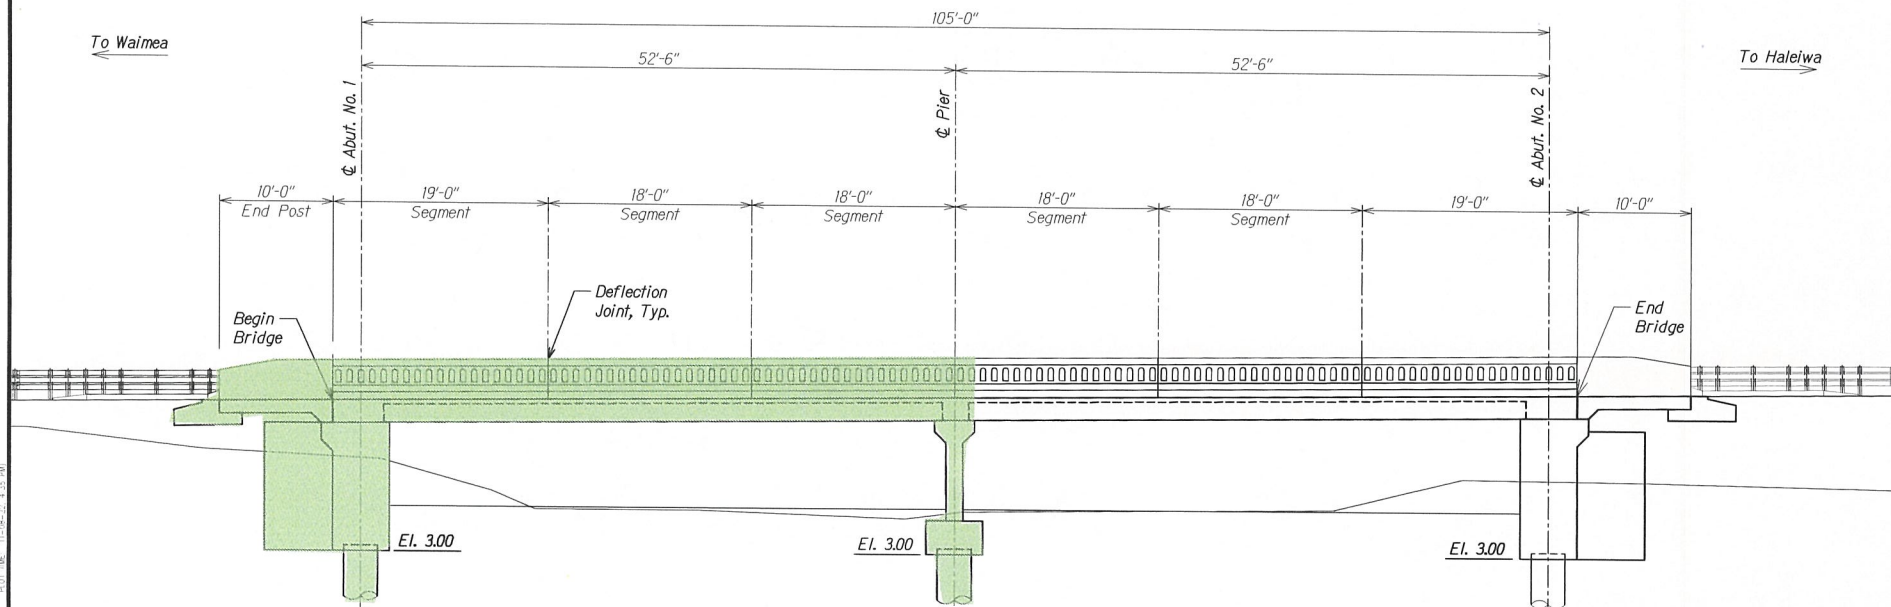 105'-0"
To Waimea
52'-6"
52'-6"
To Haleiwa
℄ Abut. No. 1
℄ Pier
℄ Abut. No. 2
10'-0"
End Post
19'-0"
Segment
18'-0"
Segment
18'-0"
Segment
18'-0"
Segment
18'-0"
Segment
19'-0"
10'-0"
Deflection
Joint, Typ.
Begin
Bridge
End
Bridge
El. 3.00
El. 3.00
El. 3.00